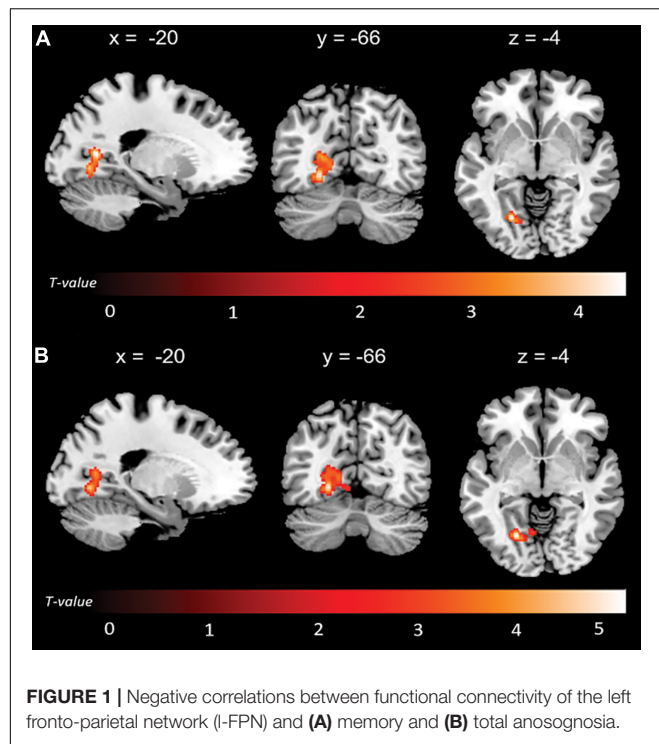 A
x = -20 y = -66 z = -4
T-value
0 1 2 3 4
B
x = -20 y = -66 z = -4
T-value
0 1 2 3 4 5
FIGURE 1 | Negative correlations between functional connectivity of the left
fronto-parietal network (l-FPN) and (A) memory and (B) total anosognosia.